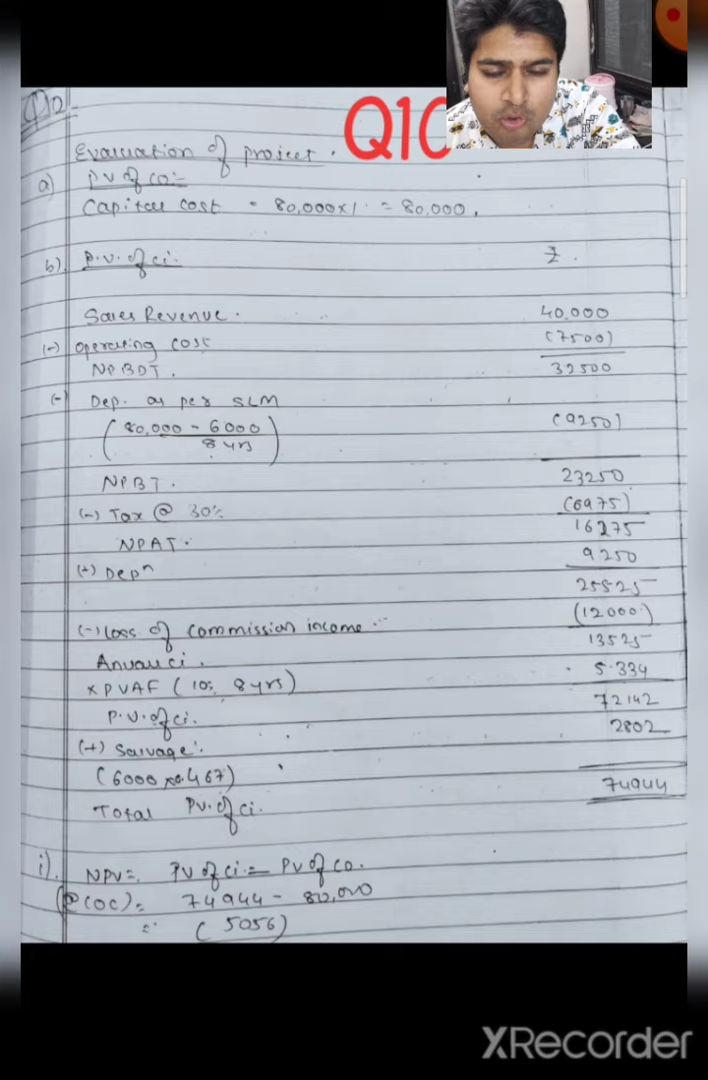 Q12-
Q10
Evaluation of project.
a) PV of CO:-
Capital cost = 80,000x1 = 80,000.
b). P.V. of ci. ₹.
Sales Revenue. 40,000
(-) Operating cost (7500)
NPBDT. 32500
(-) Dep. as per SLM
(80,000 - 6000 / 8 yrs) (9250)
NPBT. 23250
(-) Tax @ 30% (6975)
NPAT. 16275
(+) Depn 9250
25525
(-) Loss of commission income (12000)
Annual ci. 13525
x PVAF (10%, 8 yrs) 5.334
P.V. of ci. 72142
(+) Salvage. 2802
(6000 x 0.467)
Total PV. of ci. 74944
i). NPV = PV of ci - PV of CO.
(@ COC) = 74944 - 80,000
= (5056)
XRecorder